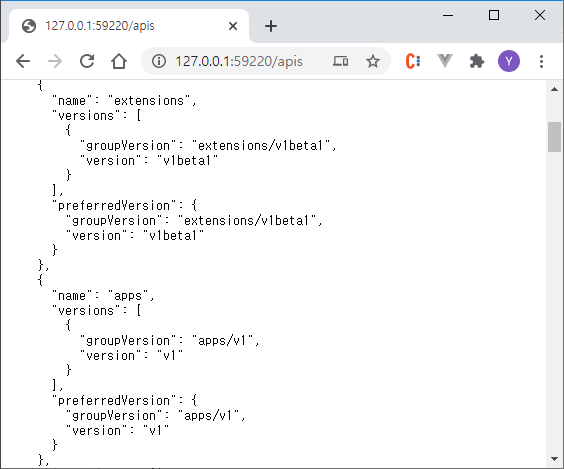 127.0.0.1:59220/apis
127.0.0.1:59220/apis
Y
{
"name": "extensions",
"versions": [
{
"groupVersion": "extensions/v1beta1",
"version": "v1beta1"
}
],
"preferredVersion": {
"groupVersion": "extensions/v1beta1",
"version": "v1beta1"
}
},
{
"name": "apps",
"versions": [
{
"groupVersion": "apps/v1",
"version": "v1"
}
],
"preferredVersion": {
"groupVersion": "apps/v1",
"version": "v1"
}
},